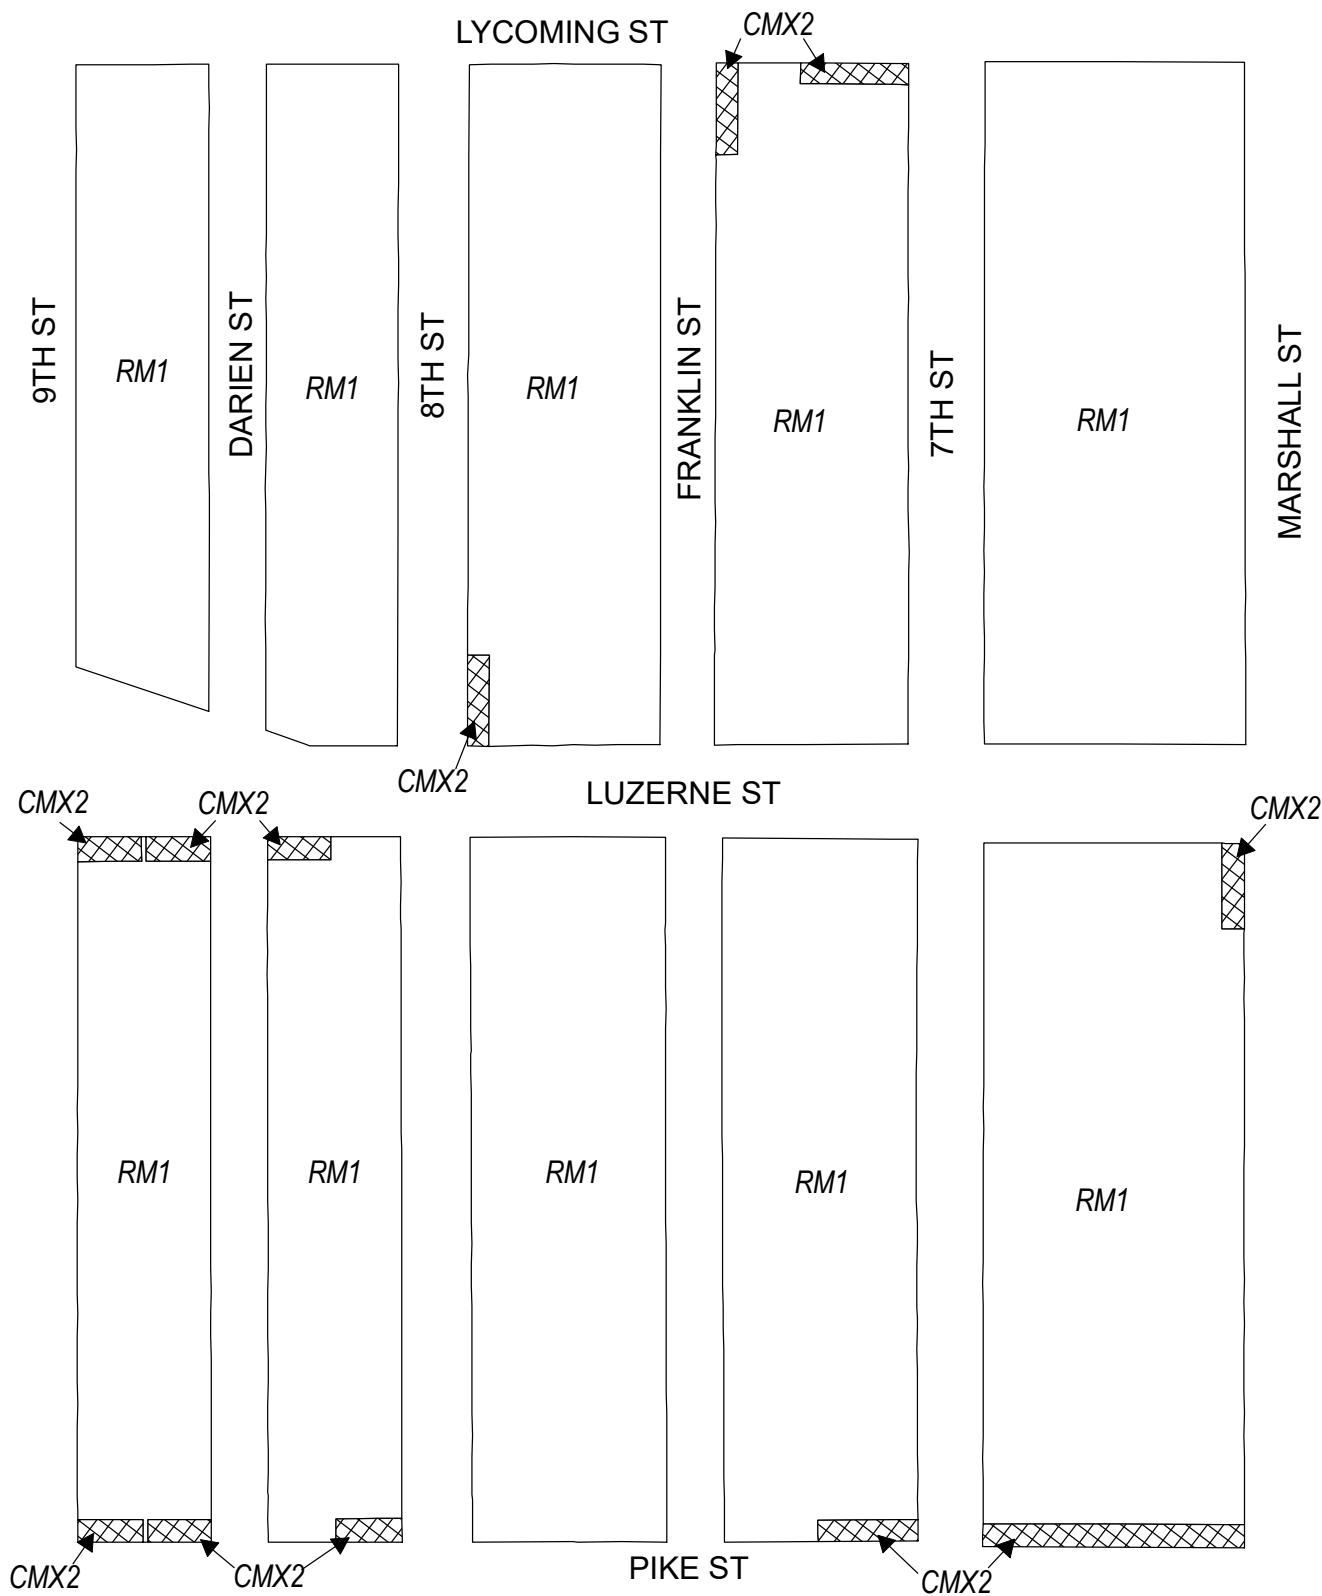 LYCOMING ST
CMX2
9TH ST
RM1
DARIEN ST
RM1
8TH ST
RM1
FRANKLIN ST
RM1
7TH ST
RM1
MARSHALL ST
CMX2
LUZERNE ST
CMX2
CMX2
CMX2
RM1
RM1
RM1
RM1
RM1
CMX2
CMX2
PIKE ST
CMX2